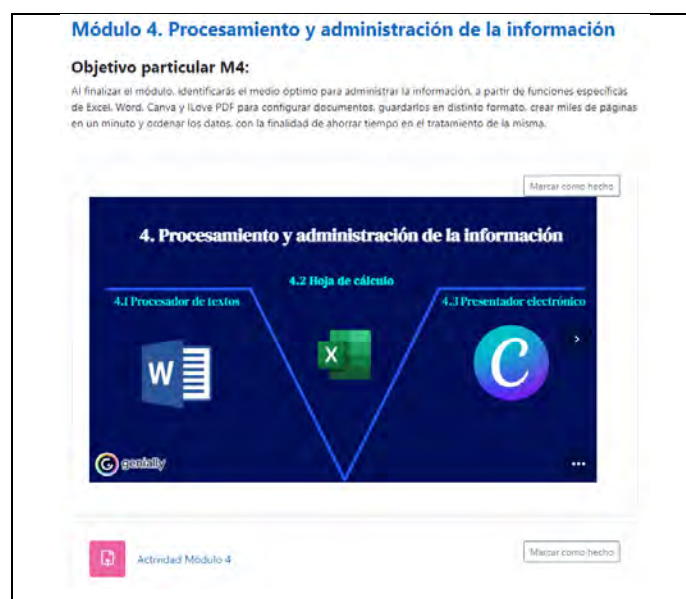 Módulo 4. Procesamiento y administración de la información
Objetivo particular M4:
Al finalizar el módulo, identificarás el medio óptimo para administrar la información, a partir de funciones específicas
de Excel, Word, Canva y ILove PDF para configurar documentos, guardarlos en distinto formato, crear miles de páginas
en un minuto y ordenar los datos, con la finalidad de ahorrar tiempo en el tratamiento de la misma.
Marcar como hecho
4. Procesamiento y administración de la información
4.2 Hoja de cálculo
4.1 Procesador de textos
4.3 Presentador electrónico
W
X
C
G genially
Actividad Módulo 4
Marcar como hecho